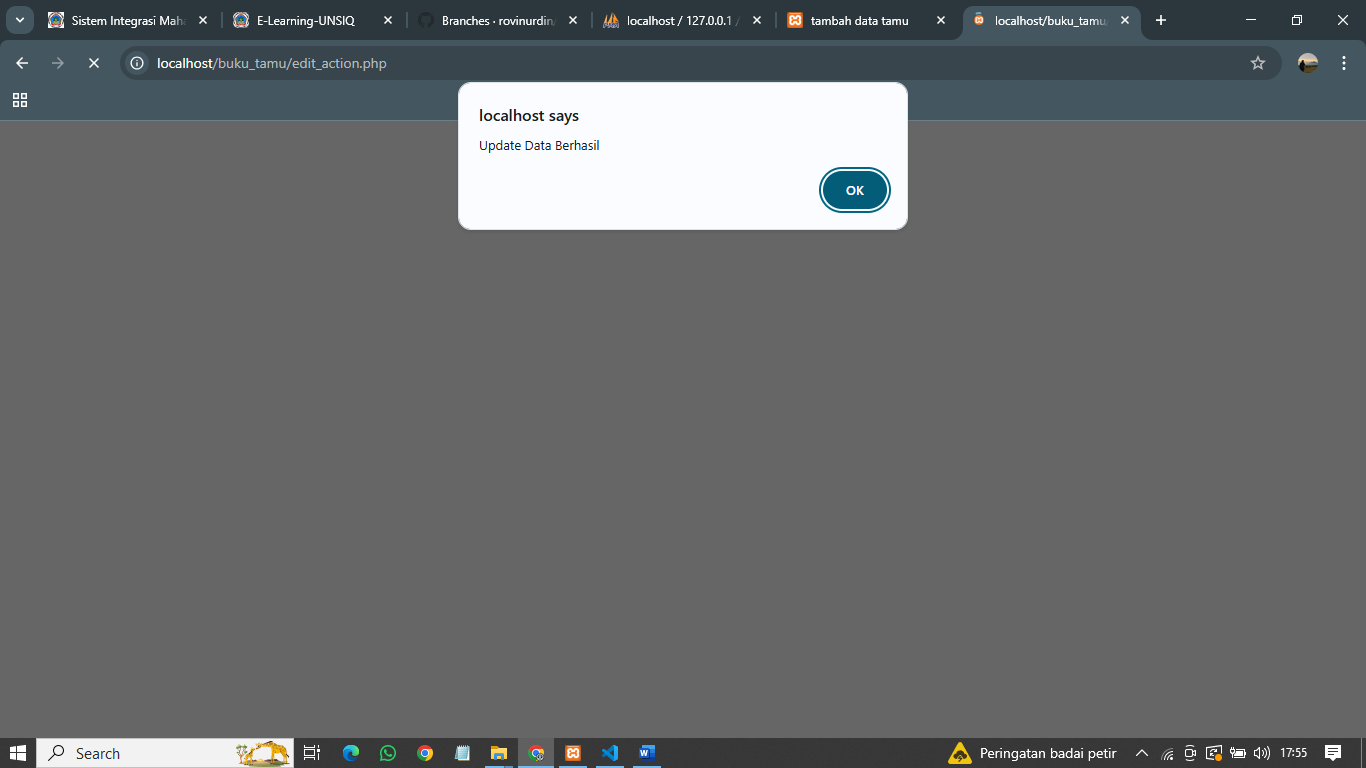 Sistem Integrasi Maha
E-Learning-UNSIQ
Branches · rovinurdin/
localhost / 127.0.0.1 /
tambah data tamu
localhost/buku_tamu/
localhost/buku_tamu/edit_action.php
localhost says
Update Data Berhasil
OK
Search
Peringatan badai petir
17:55